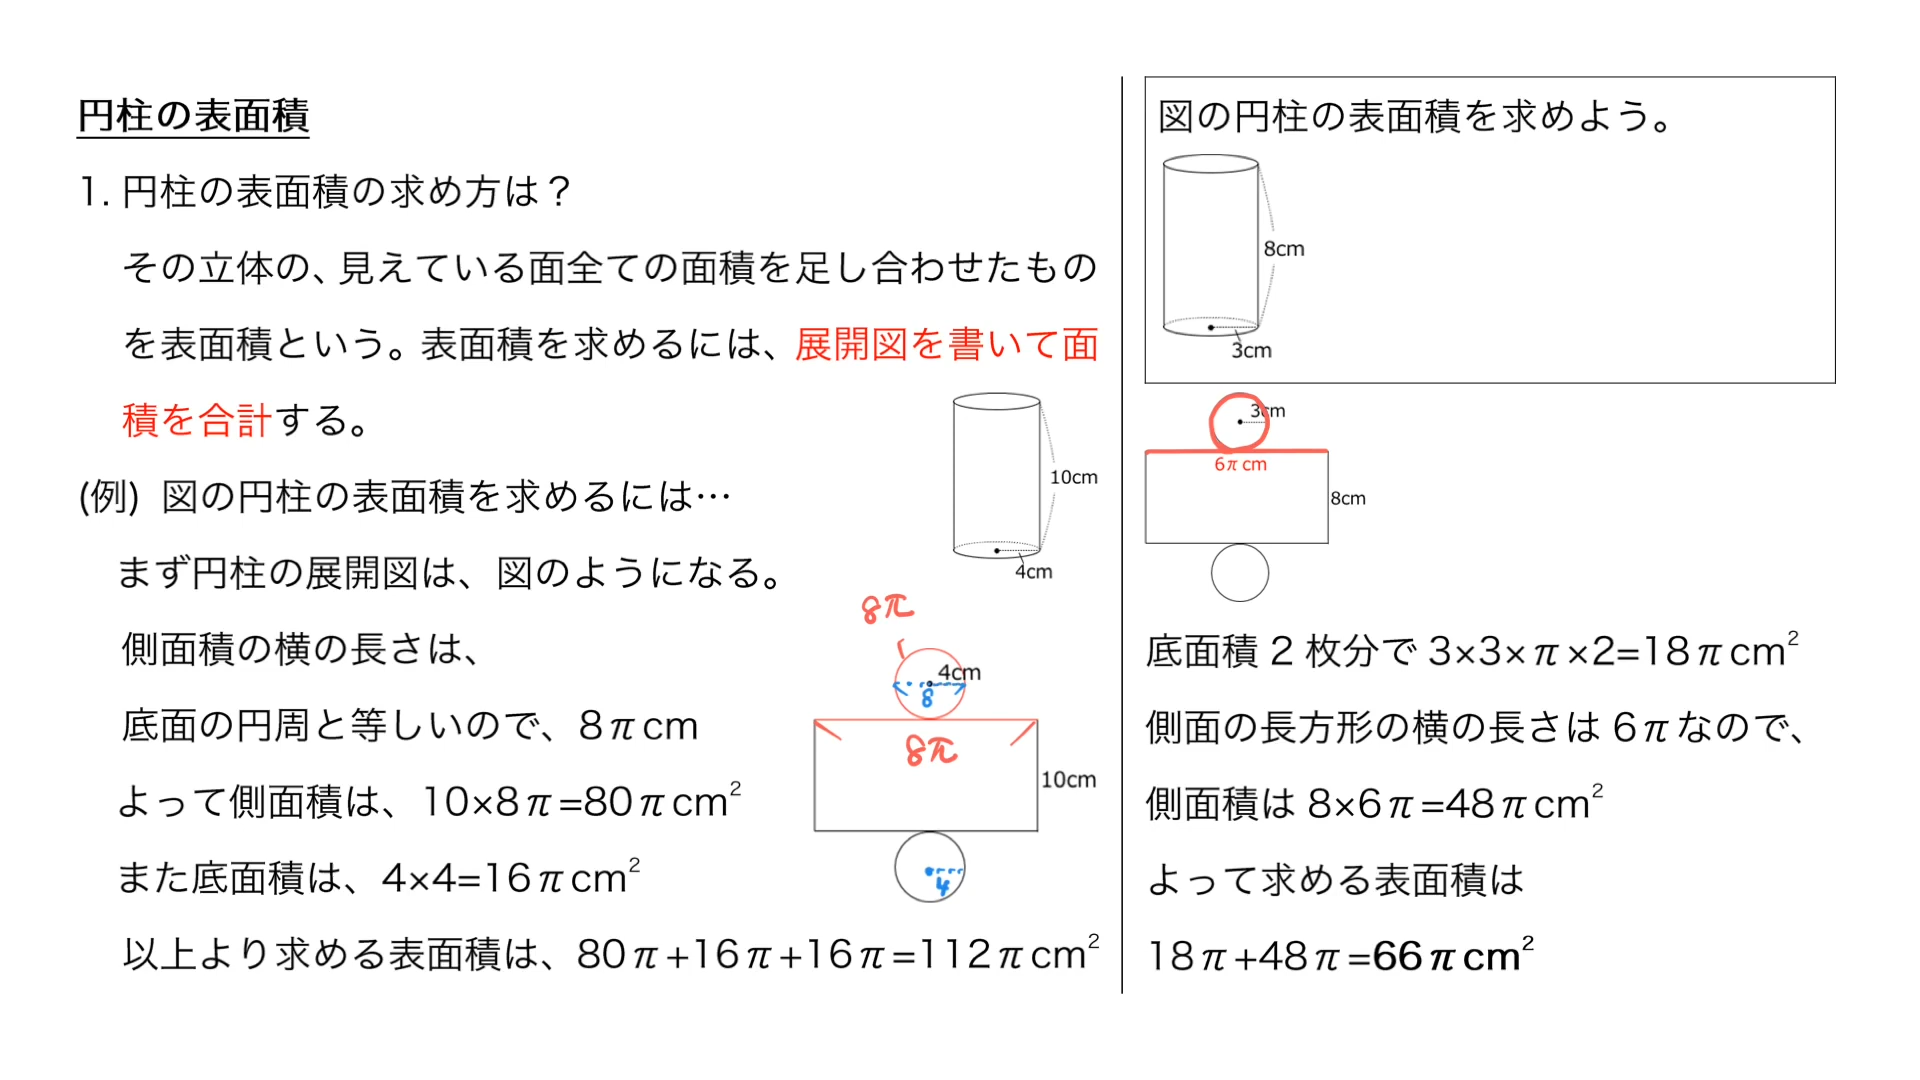 円柱の表面積
1. 円柱の表面積の求め方は？
その立体の、見えている面全ての面積を足し合わせたもの
を表面積という。表面積を求めるには、展開図を書いて面
積を合計する。
10cm
4cm
(例) 図の円柱の表面積を求めるには…
まず円柱の展開図は、図のようになる。
側面積の横の長さは、
底面の円周と等しいので、8πcm
よって側面積は、10×8π=80πcm²
また底面積は、4×4=16πcm²
以上より求める表面積は、80π+16π+16π=112πcm²
8π
4cm
8
8π
10cm
4
図の円柱の表面積を求めよう。
8cm
3cm
3cm
6πcm
8cm
底面積 2 枚分で 3×3×π×2=18πcm²
側面の長方形の横の長さは 6πなので、
側面積は 8×6π=48πcm²
よって求める表面積は
18π+48π=66πcm²